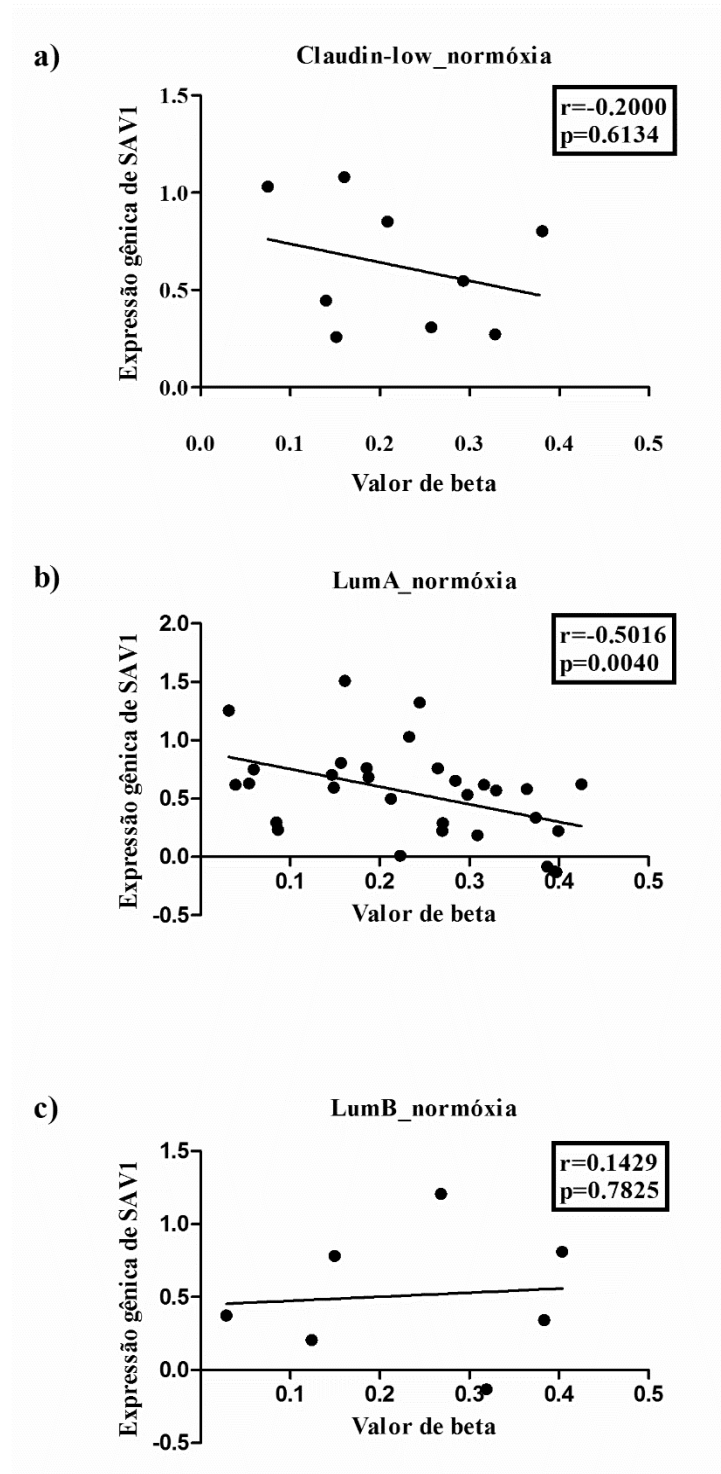 a)
Claudin-low_normóxia
r=-0.2000
p=0.6134
Expressão gênica de SAV1
1.5
1.0
0.5
0.0
0.0 0.1 0.2 0.3 0.4 0.5
Valor de beta
b)
LumA_normóxia
r=-0.5016
p=0.0040
Expressão gênica de SAV1
2.0
1.5
1.0
0.5
0.0
-0.5
0.1 0.2 0.3 0.4 0.5
Valor de beta
c)
LumB_normóxia
r=0.1429
p=0.7825
Expressão gênica de SAV1
1.5
1.0
0.5
0.0
-0.5
0.1 0.2 0.3 0.4 0.5
Valor de beta